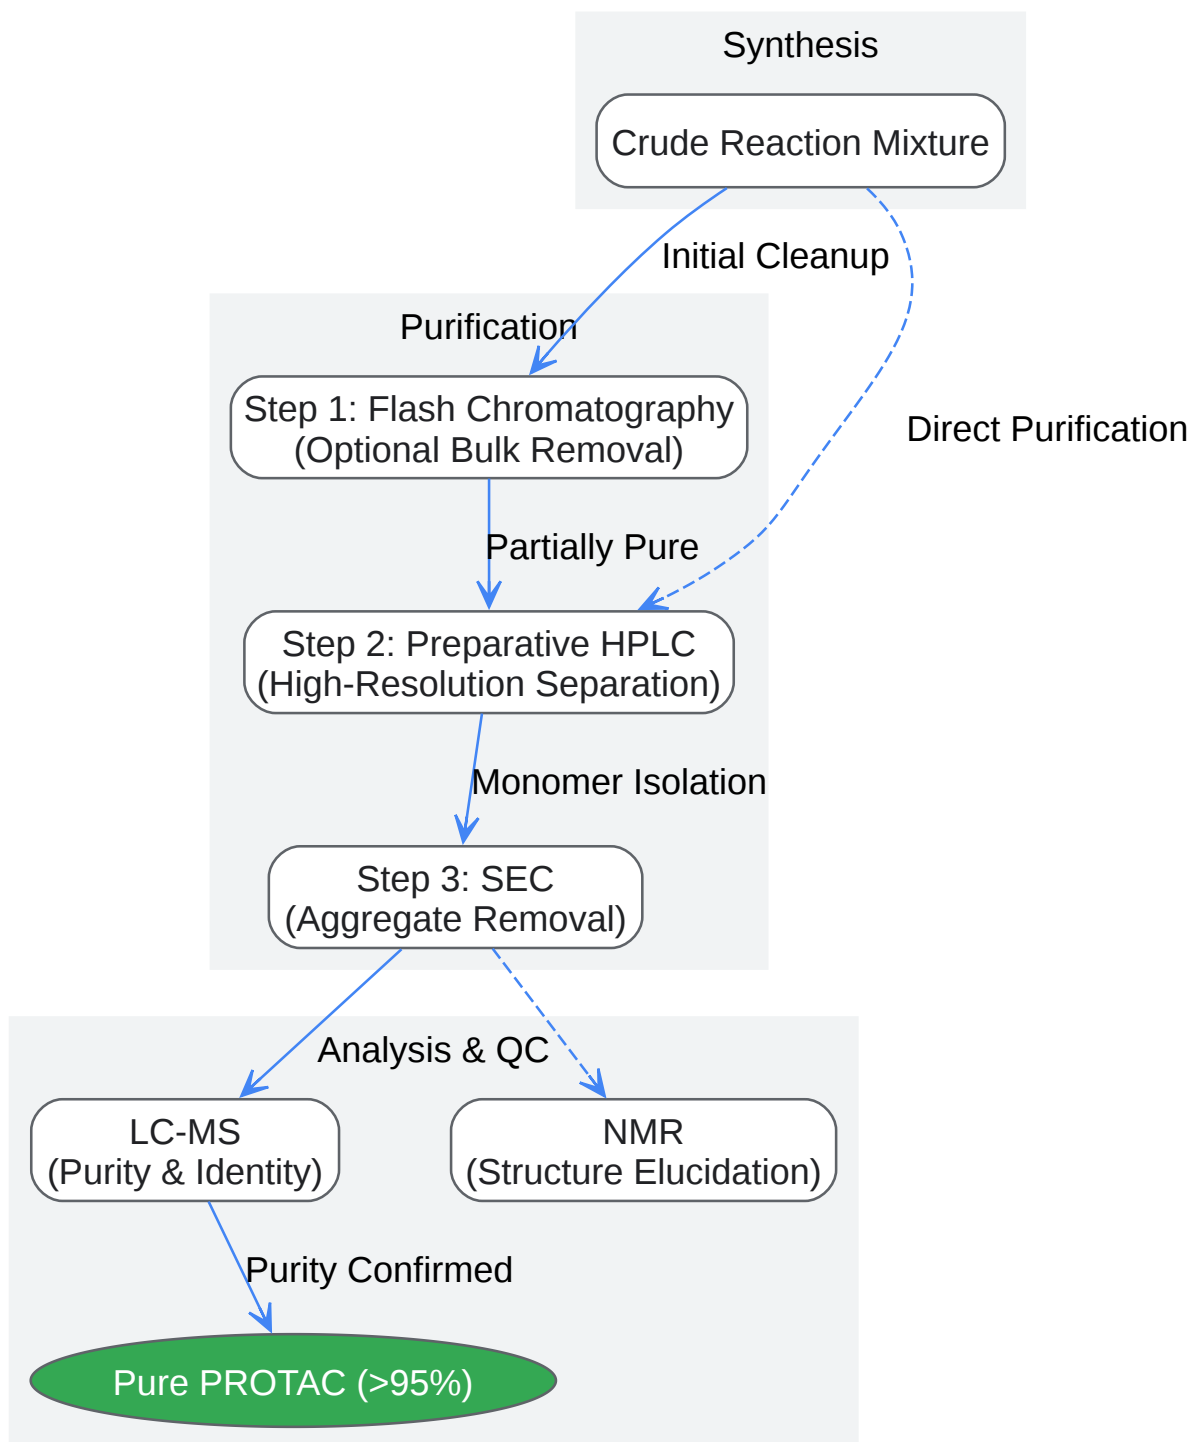 Synthesis
Crude Reaction Mixture
Initial Cleanup
Purification
Step 1: Flash Chromatography
(Optional Bulk Removal)
Direct Purification
Partially Pure
Step 2: Preparative HPLC
(High-Resolution Separation)
Monomer Isolation
Step 3: SEC
(Aggregate Removal)
Analysis & QC
LC-MS
(Purity & Identity)
NMR
(Structure Elucidation)
Purity Confirmed
Pure PROTAC (>95%)